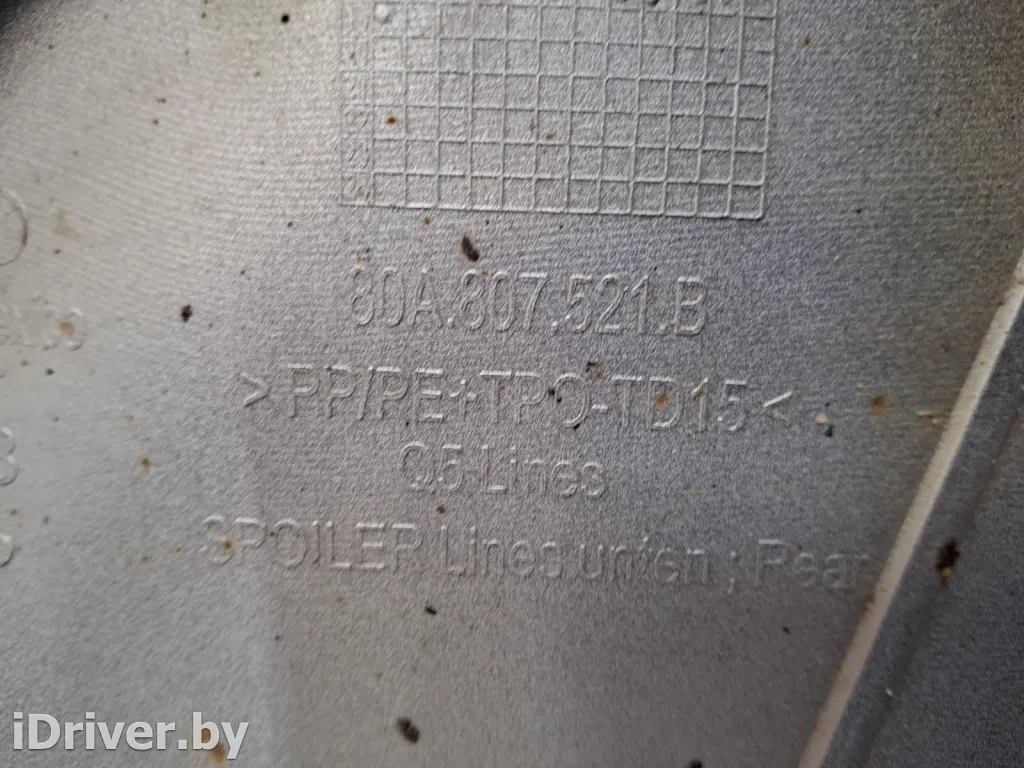 80A.807.521.B
>PP/PE+TPO-TD15<
Q5 Lines
SPOILER Lines unten ; Rear
iDriver.by